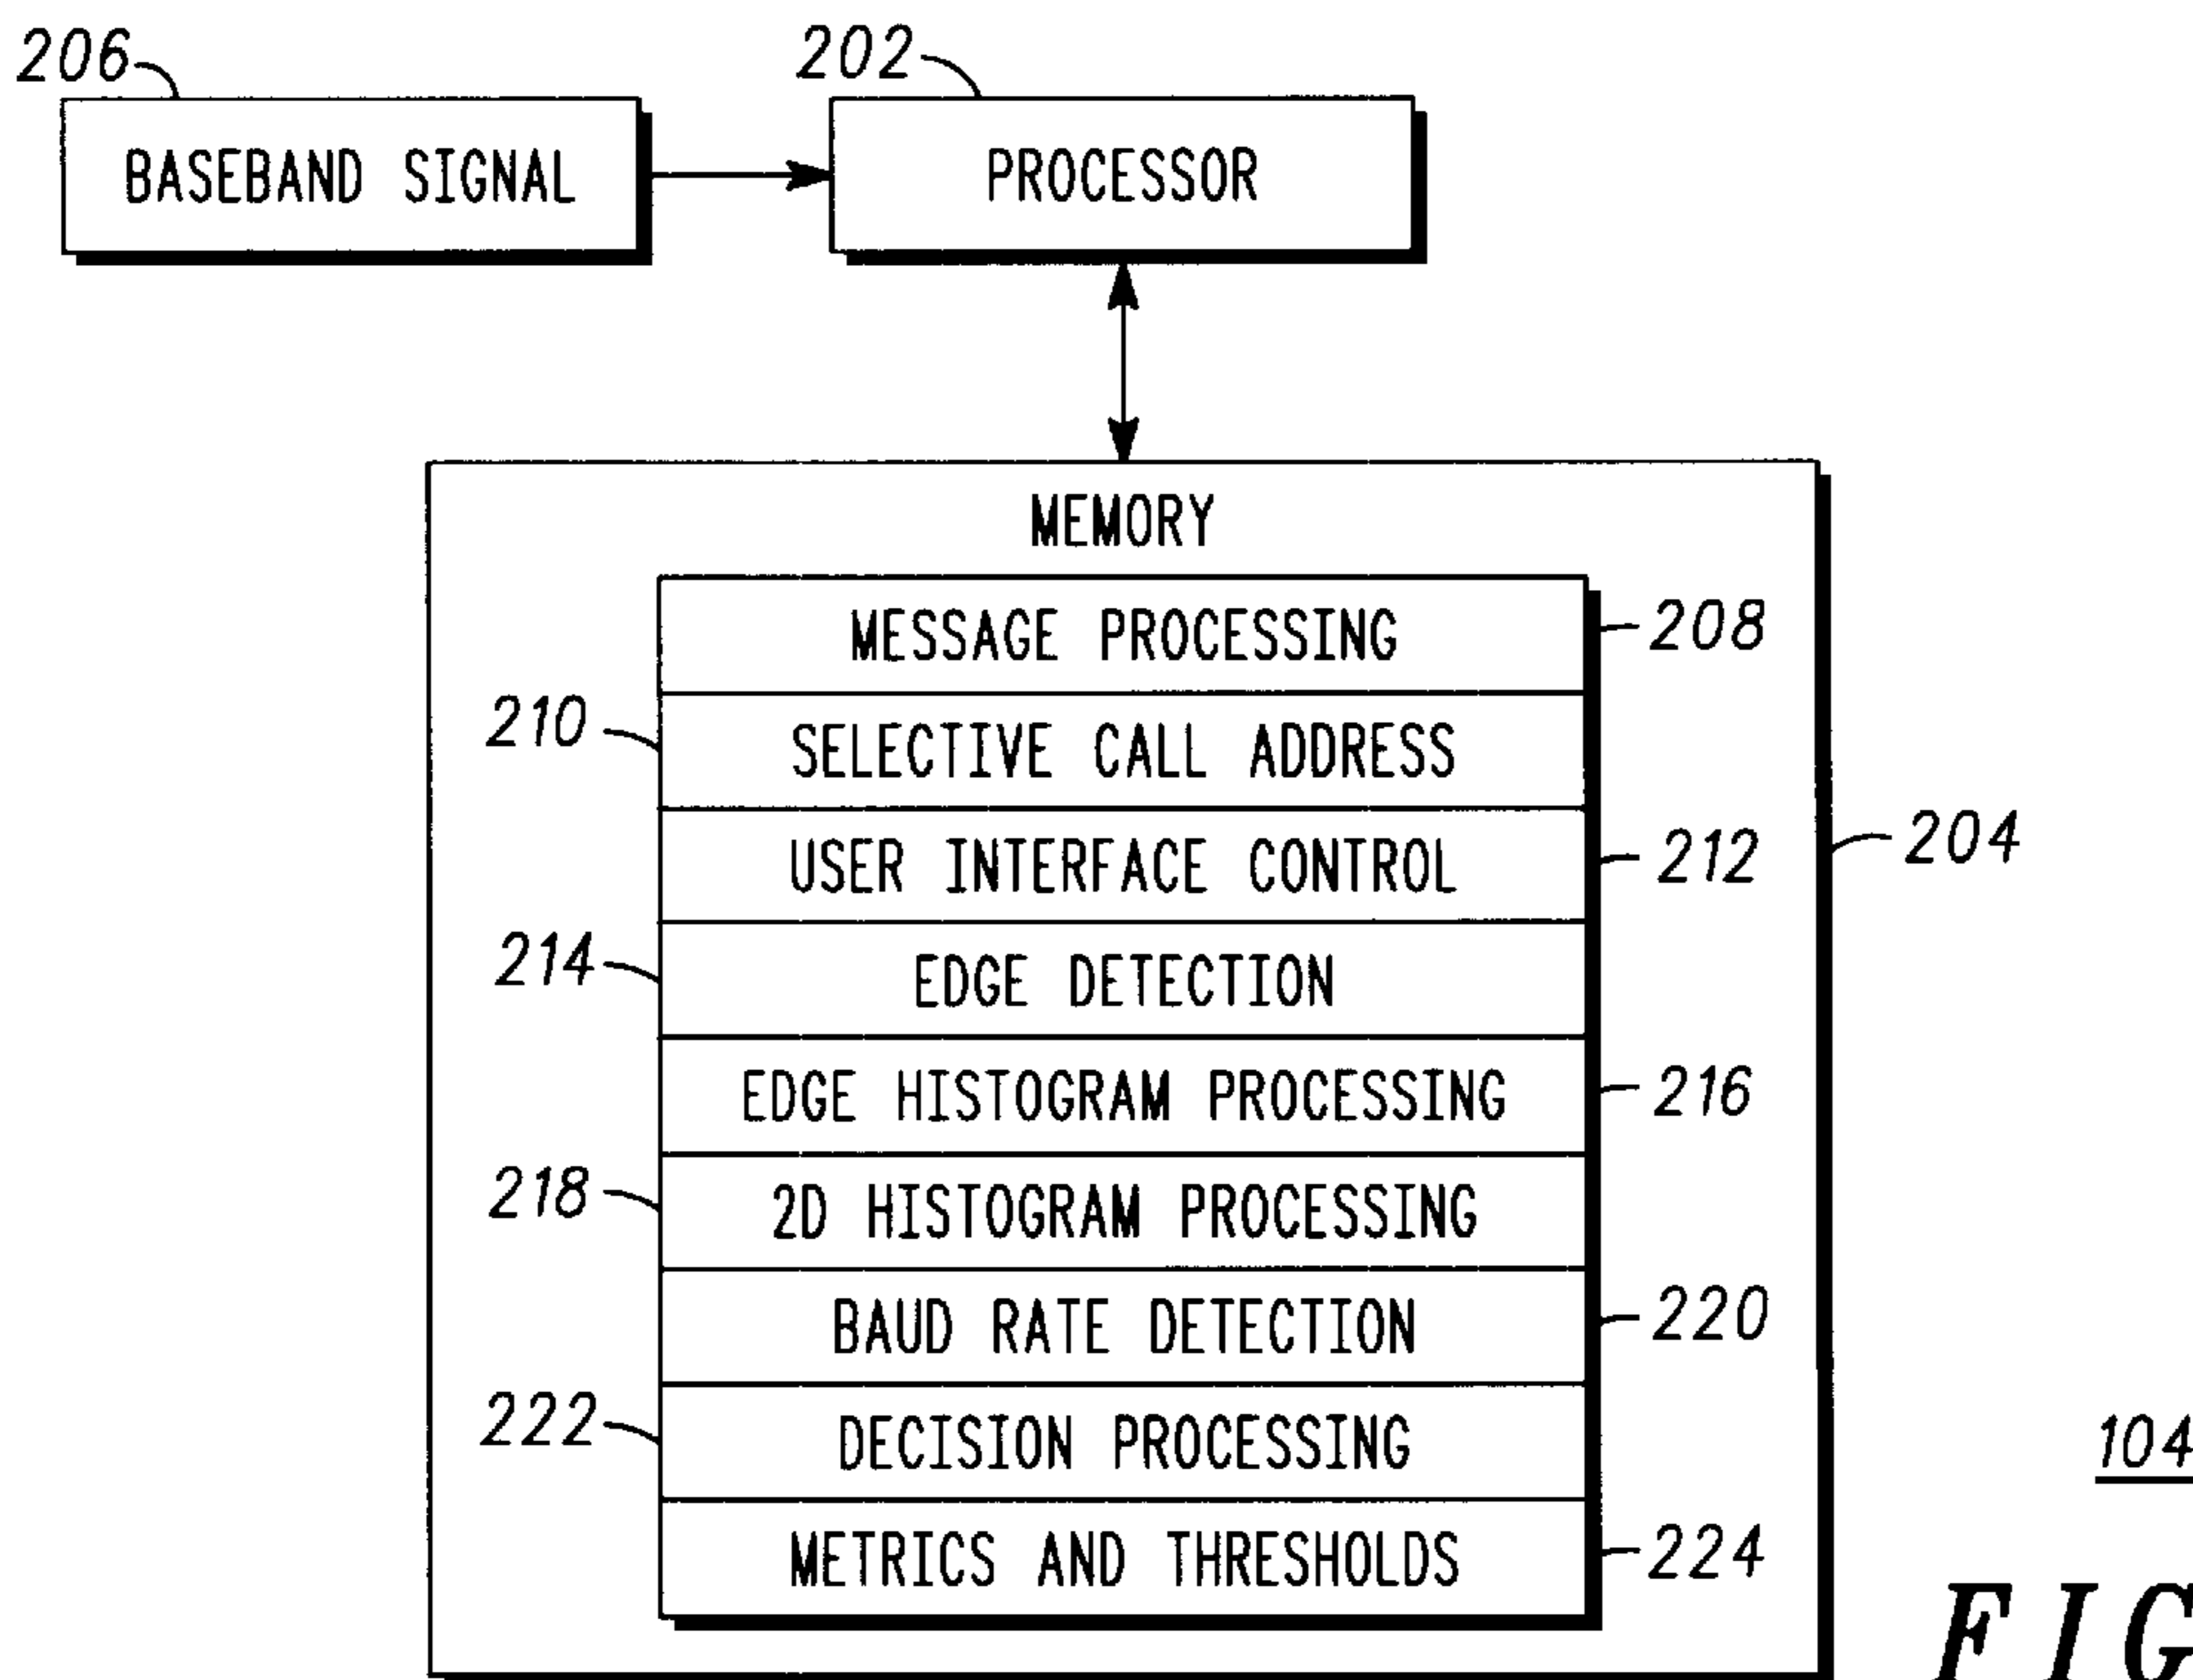 206
202
BASEBAND SIGNAL
PROCESSOR
MEMORY
MESSAGE PROCESSING
208
210
SELECTIVE CALL ADDRESS
USER INTERFACE CONTROL
212
204
214
EDGE DETECTION
EDGE HISTOGRAM PROCESSING
216
218
2D HISTOGRAM PROCESSING
BAUD RATE DETECTION
220
222
DECISION PROCESSING
104
METRICS AND THRESHOLDS
224
FIG